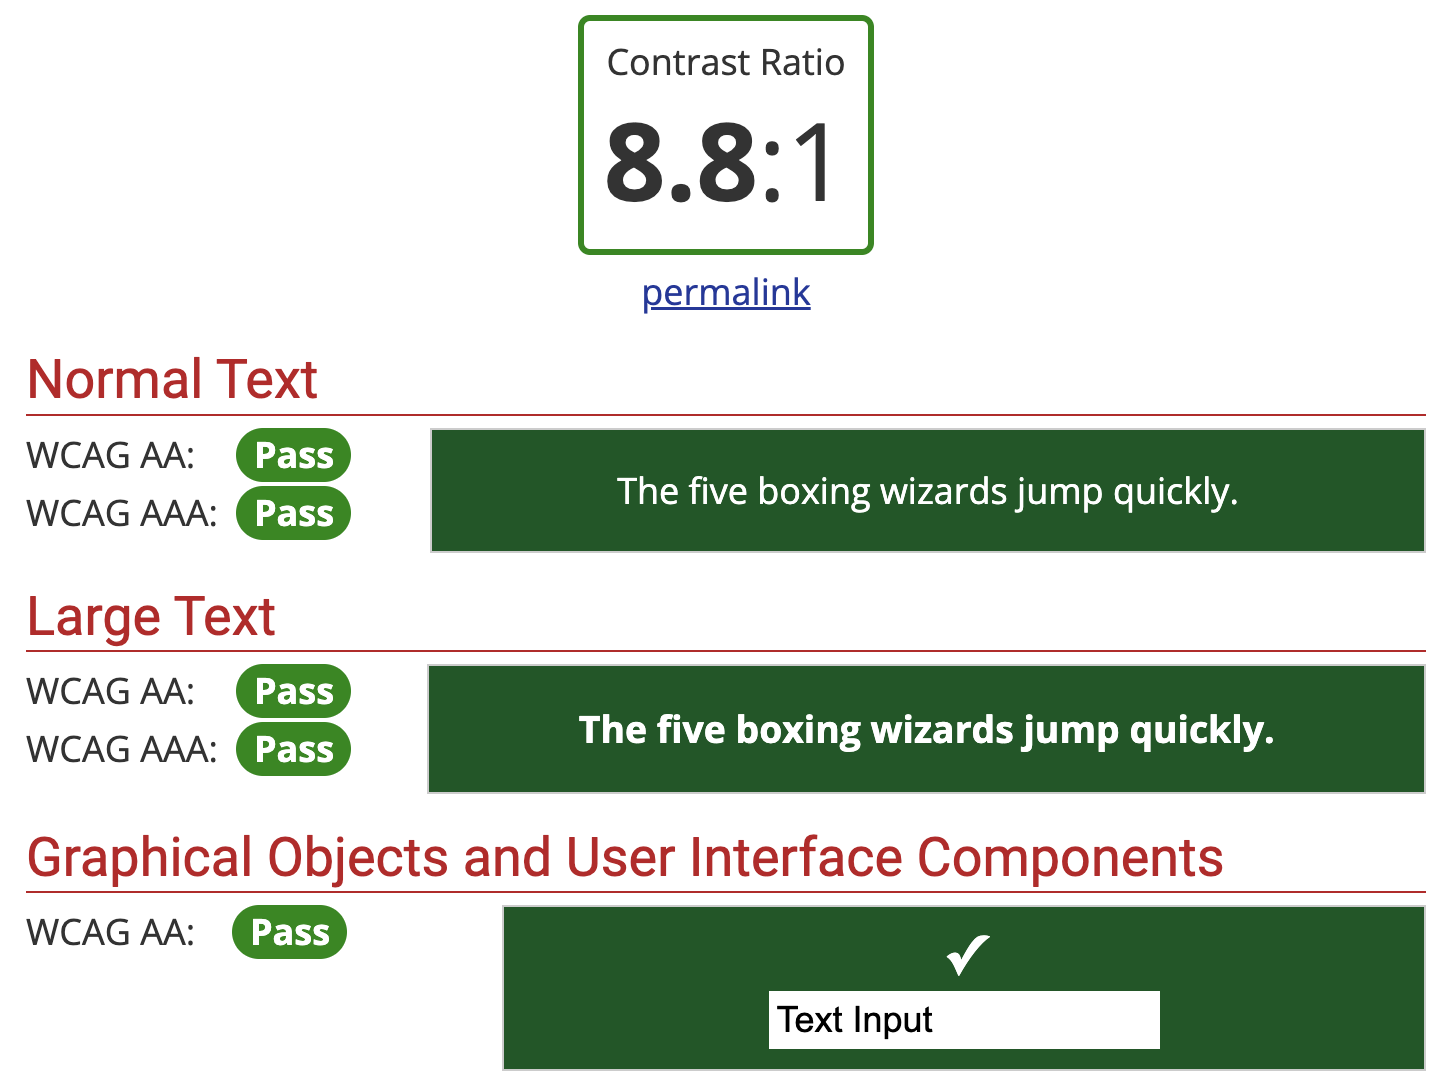 Contrast Ratio
8.8:1
permalink
Normal Text
WCAG AA: Pass
WCAG AAA: Pass
The five boxing wizards jump quickly.
Large Text
WCAG AA: Pass
WCAG AAA: Pass
The five boxing wizards jump quickly.
Graphical Objects and User Interface Components
WCAG AA: Pass
Text Input